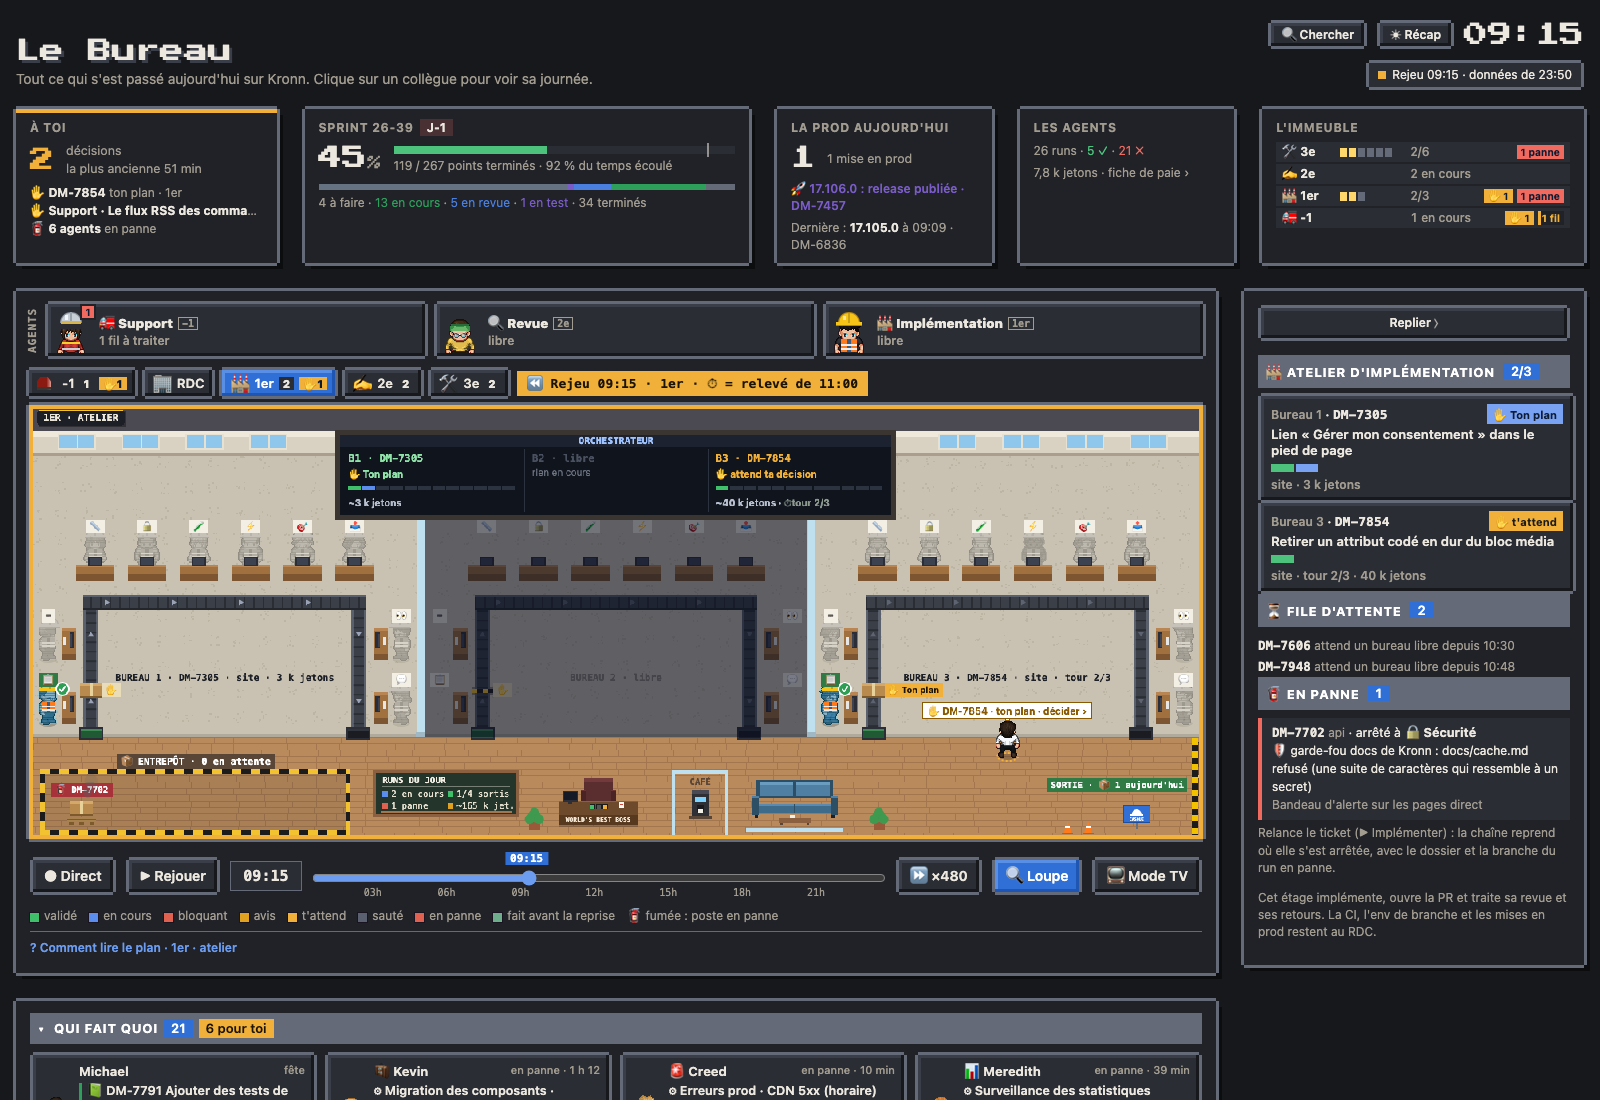 Le Bureau
Tout ce qui s'est passé aujourd'hui sur Kronn. Clique sur un collègue pour voir sa journée.
Chercher
Récap
09:15
Rejeu 09:15 · données de 23:50
À TOI
2
décisions
la plus ancienne 51 min
DM-7854 ton plan · 1er
Support · Le flux RSS des comma…
6 agents en panne
SPRINT 26-39 J-1
45%
119 / 267 points terminés · 92 % du temps écoulé
4 à faire · 13 en cours · 5 en revue · 1 en test · 34 terminés
LA PROD AUJOURD'HUI
1 1 mise en prod
17.106.0 : release publiée ·
DM-7457
Dernière : 17.105.0 à 09:09 ·
DM-6836
LES AGENTS
26 runs · 5 ✓ · 21 ✕
7,8 k jetons · fiche de paie ›
L'IMMEUBLE
3e 2/6 1 panne
2e 2 en cours
1er 2/3 1 1 panne
-1 1 en cours 1 1 fil
AGENTS
1
Support -1
1 fil à traiter
Revue 2e
libre
Implémentation 1er
libre
-1 1 1
RDC
1er 2 1
2e 2
3e 2
Rejeu 09:15 · 1er · ⏱ = relevé de 11:00
1ER · ATELIER
ORCHESTRATEUR
B1 · DM-7305
Ton plan
~3 k jetons
B2 · libre
rien en cours
B3 · DM-7854
attend ta décision
~40 k jetons · ⏱tour 2/3
BUREAU 1 · DM-7305 · site · 3 k jetons
BUREAU 2 · libre
BUREAU 3 · DM-7854 · site · tour 2/3
Ton plan
DM-7854 · ton plan · décider ›
ENTREPÔT · 0 en attente
DM-7702
RUNS DU JOUR
2 en cours 1/4 sortis
1 panne ~165 k jet.
WORLD'S BEST BOSS
CAFÉ
SORTIE · 1 aujourd'hui
Direct
Rejouer
09:15
09:15
03h 06h 09h 12h 15h 18h 21h
×480
Loupe
Mode TV
validé en cours bloquant avis t'attend sauté en panne fait avant la reprise fumée : poste en panne
? Comment lire le plan · 1er · atelier
Replier ›
ATELIER D'IMPLÉMENTATION 2/3
Bureau 1 · DM-7305 Ton plan
Lien « Gérer mon consentement » dans le
pied de page
site · 3 k jetons
Bureau 3 · DM-7854 t'attend
Retirer un attribut codé en dur du bloc média
site · tour 2/3 · 40 k jetons
FILE D'ATTENTE 2
DM-7606 attend un bureau libre depuis 10:30
DM-7948 attend un bureau libre depuis 10:48
EN PANNE 1
DM-7702 api · arrêté à Sécurité
garde-fou docs de Kronn : docs/cache.md
refusé (une suite de caractères qui ressemble à un
secret)
Bandeau d'alerte sur les pages direct
Relance le ticket (▶ Implémenter) : la chaîne reprend
où elle s'est arrêtée, avec le dossier et la branche du
run en panne.
Cet étage implémente, ouvre la PR et traite sa revue et
ses retours. La CI, l'env de branche et les mises en
prod restent au RDC.
QUI FAIT QUOI 21 6 pour toi
Michael fête
DM-7791 Ajouter des tests de
Kevin en panne · 1 h 12
Migration des composants ·
Creed en panne · 10 min
Erreurs prod · CDN 5xx (horaire)
Meredith en panne · 39 min
Surveillance des statistiques